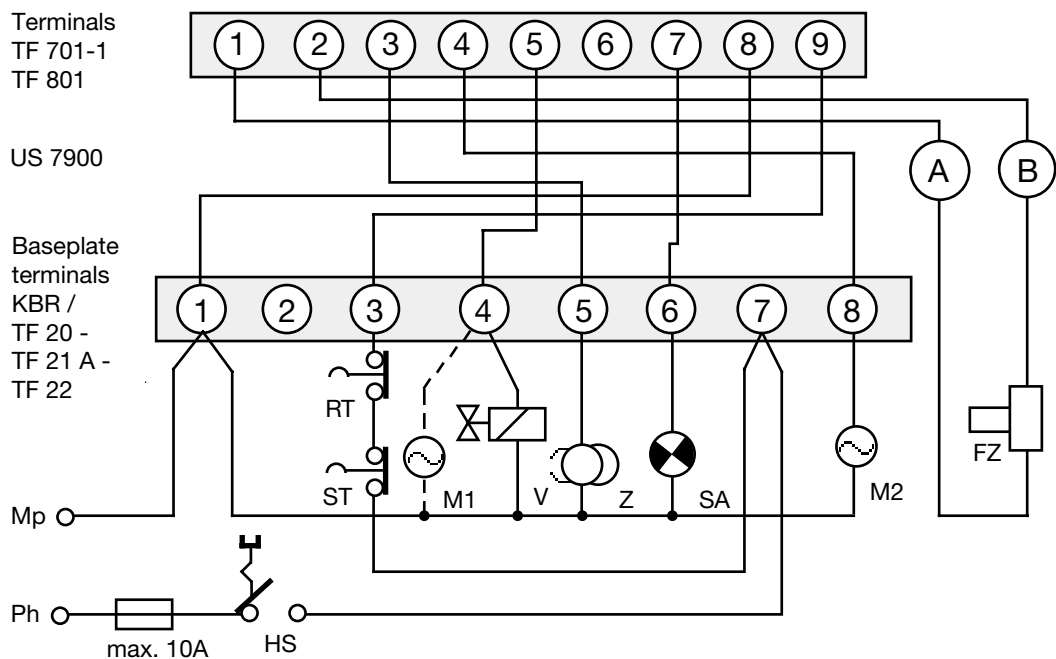 Terminals
TF 701-1
TF 801
1 2 3 4 5 6 7 8 9
US 7900
A B
Baseplate
terminals
KBR /
TF 20 -
TF 21 A -
TF 22
1 2 3 4 5 6 7 8
RT
FZ
ST M1 V Z SA M2
Mp
Ph
max. 10A
HS